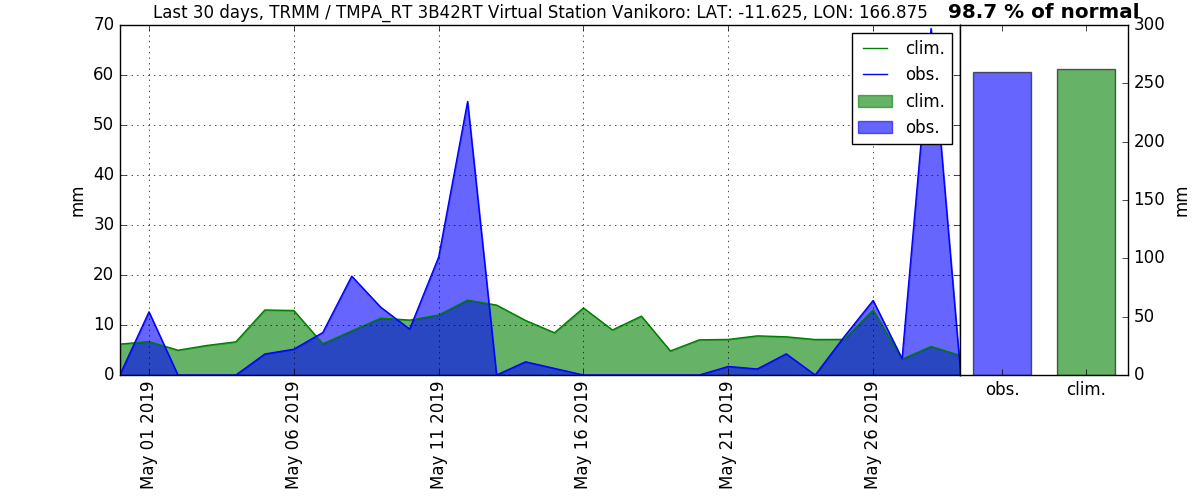 Last 30 days, TRMM / TMPA_RT 3B42RT Virtual Station Vanikoro: LAT: -11.625, LON: 166.875
98.7 % of normal
70
60
50
40
30
20
10
0
mm
clim.
obs.
clim.
obs.
300
250
200
150
100
50
0
mm
May 01 2019
May 06 2019
May 11 2019
May 16 2019
May 21 2019
May 26 2019
obs.
clim.